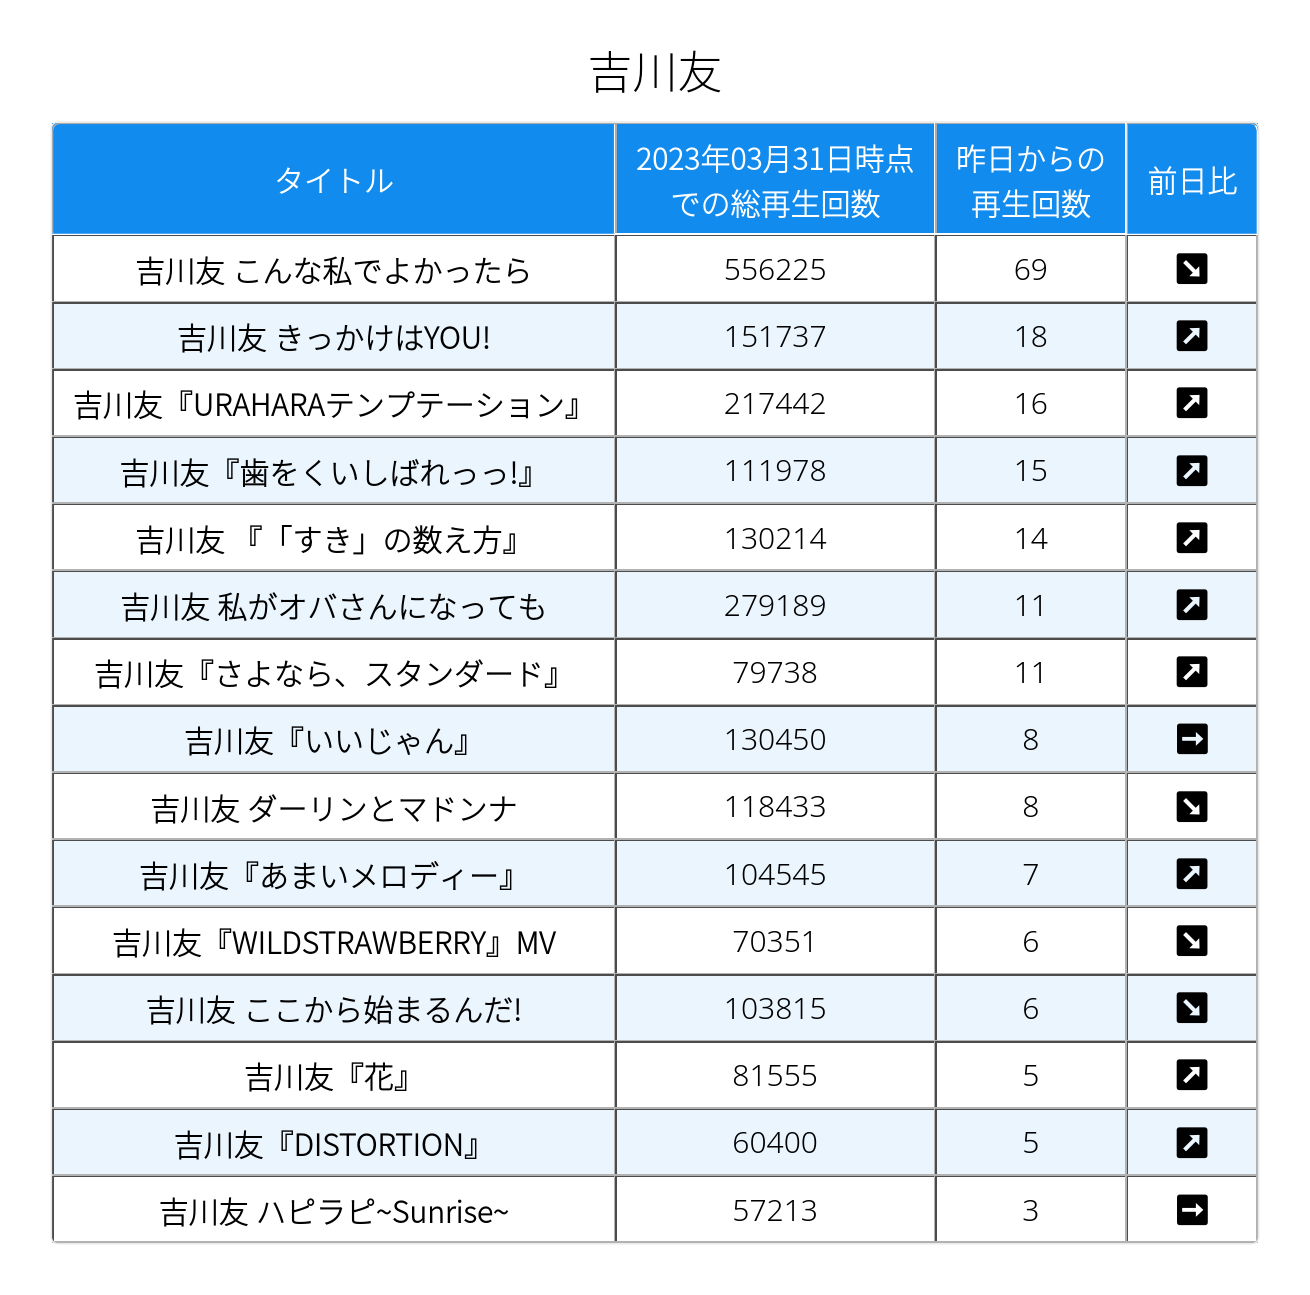 吉川友
タイトル
2023年03月31日時点
での総再生回数
昨日からの
再生回数
前日比
吉川友 こんな私でよかったら 556225 69 ↘
吉川友 きっかけはYOU! 151737 18 ↗
吉川友『URAHARAテンプテーション』 217442 16 ↗
吉川友『歯をくいしばれっっ!』 111978 15 ↗
吉川友 『「すき」の数え方』 130214 14 ↗
吉川友 私がオバさんになっても 279189 11 ↗
吉川友『さよなら、スタンダード』 79738 11 ↗
吉川友『いいじゃん』 130450 8 →
吉川友 ダーリンとマドンナ 118433 8 ↘
吉川友『あまいメロディー』 104545 7 ↗
吉川友『WILDSTRAWBERRY』MV 70351 6 ↘
吉川友 ここから始まるんだ! 103815 6 ↘
吉川友『花』 81555 5 ↗
吉川友『DISTORTION』 60400 5 ↗
吉川友 ハピラピ~Sunrise~ 57213 3 →